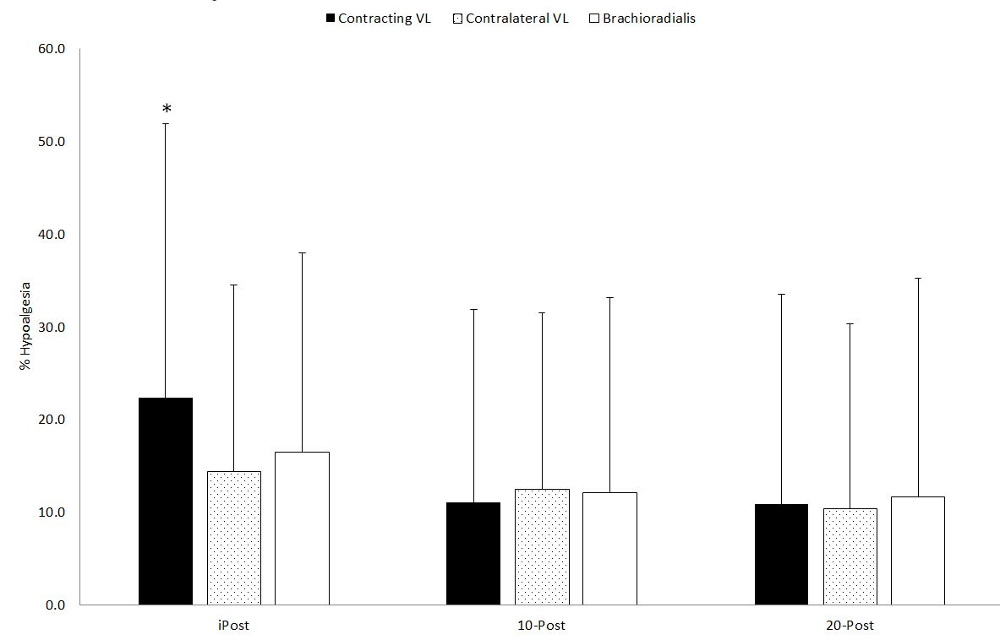 Contracting VL Contralateral VL Brachioradialis
60.0
*
50.0
40.0
% Hypoalgesia
30.0
20.0
10.0
0.0
iPost 10-Post 20-Post